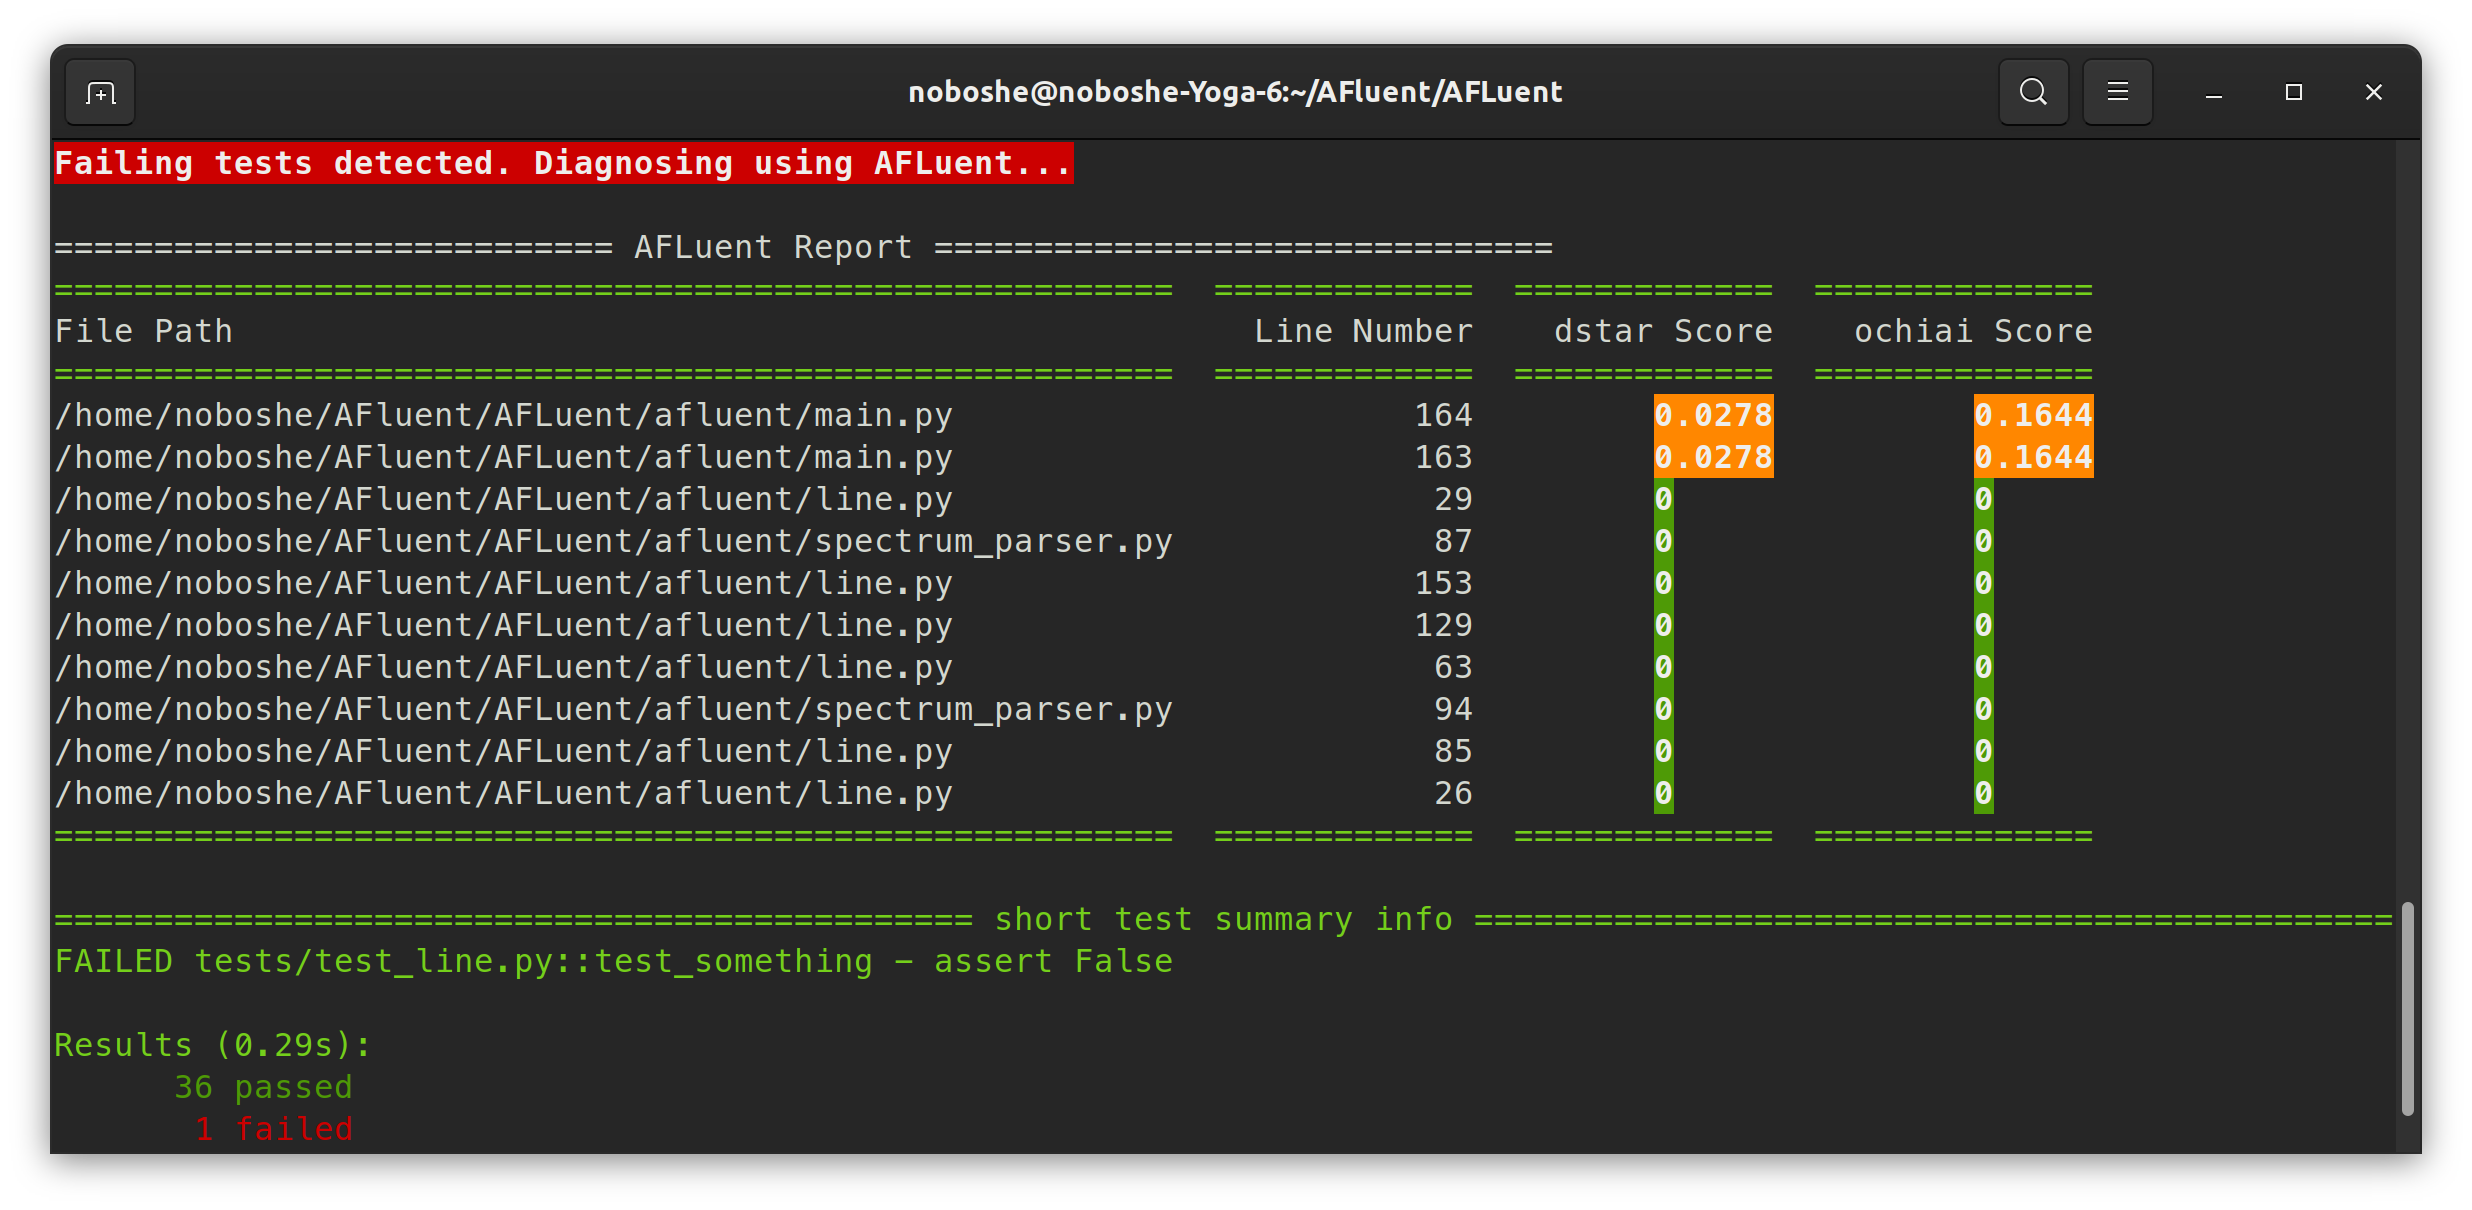 noboshe@noboshe-Yoga-6:~/AFluent/AFLuent
Failing tests detected. Diagnosing using AFLuent...
============================ AFLuent Report ===============================
========================================================  =============  =============  ==============
File Path                                                   Line Number    dstar Score    ochiai Score
========================================================  =============  =============  ==============
/home/noboshe/AFluent/AFLuent/afluent/main.py                       164         0.0278          0.1644
/home/noboshe/AFluent/AFLuent/afluent/main.py                       163         0.0278          0.1644
/home/noboshe/AFluent/AFLuent/afluent/line.py                        29         0               0
/home/noboshe/AFluent/AFLuent/afluent/spectrum_parser.py             87         0               0
/home/noboshe/AFluent/AFLuent/afluent/line.py                       153         0               0
/home/noboshe/AFluent/AFLuent/afluent/line.py                       129         0               0
/home/noboshe/AFluent/AFLuent/afluent/line.py                        63         0               0
/home/noboshe/AFluent/AFLuent/afluent/spectrum_parser.py             94         0               0
/home/noboshe/AFluent/AFLuent/afluent/line.py                        85         0               0
/home/noboshe/AFluent/AFLuent/afluent/line.py                        26         0               0
========================================================  =============  =============  ==============
============================================== short test summary info ==============================================
FAILED tests/test_line.py::test_something - assert False
Results (0.29s):
      36 passed
       1 failed